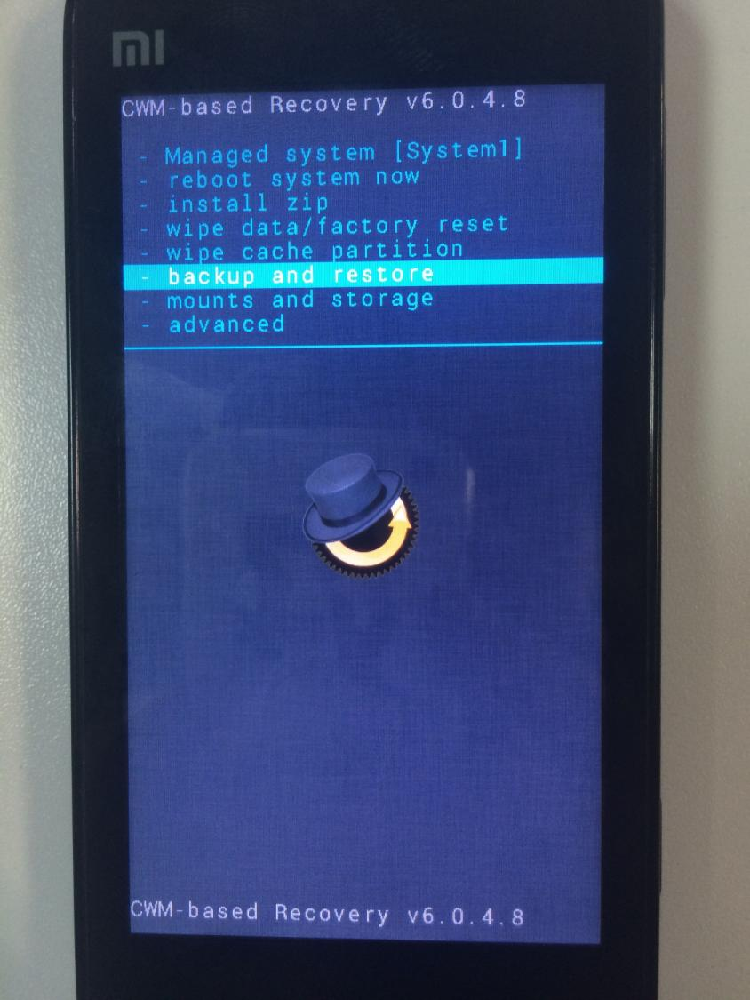 mi
CWM-based Recovery v6.0.4.8
- Managed system [System1]
- reboot system now
- install zip
- wipe data/factory reset
- wipe cache partition
- backup and restore
- mounts and storage
- advanced
CWM-based Recovery v6.0.4.8